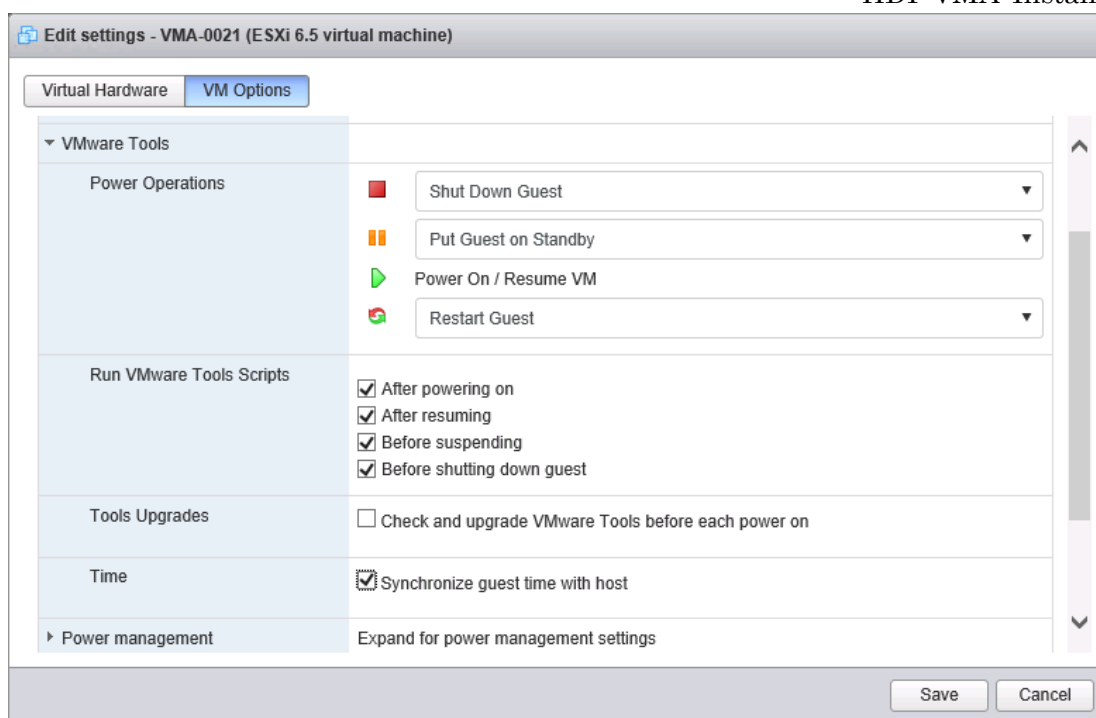 Edit settings - VMA-0021 (ESXi 6.5 virtual machine)
Virtual Hardware VM Options
VMware Tools
Power Operations Shut Down Guest
Put Guest on Standby
Power On / Resume VM
Restart Guest
Run VMware Tools Scripts
After powering on
After resuming
Before suspending
Before shutting down guest
Tools Upgrades Check and upgrade VMware Tools before each power on
Time Synchronize guest time with host
Power management Expand for power management settings
Save Cancel